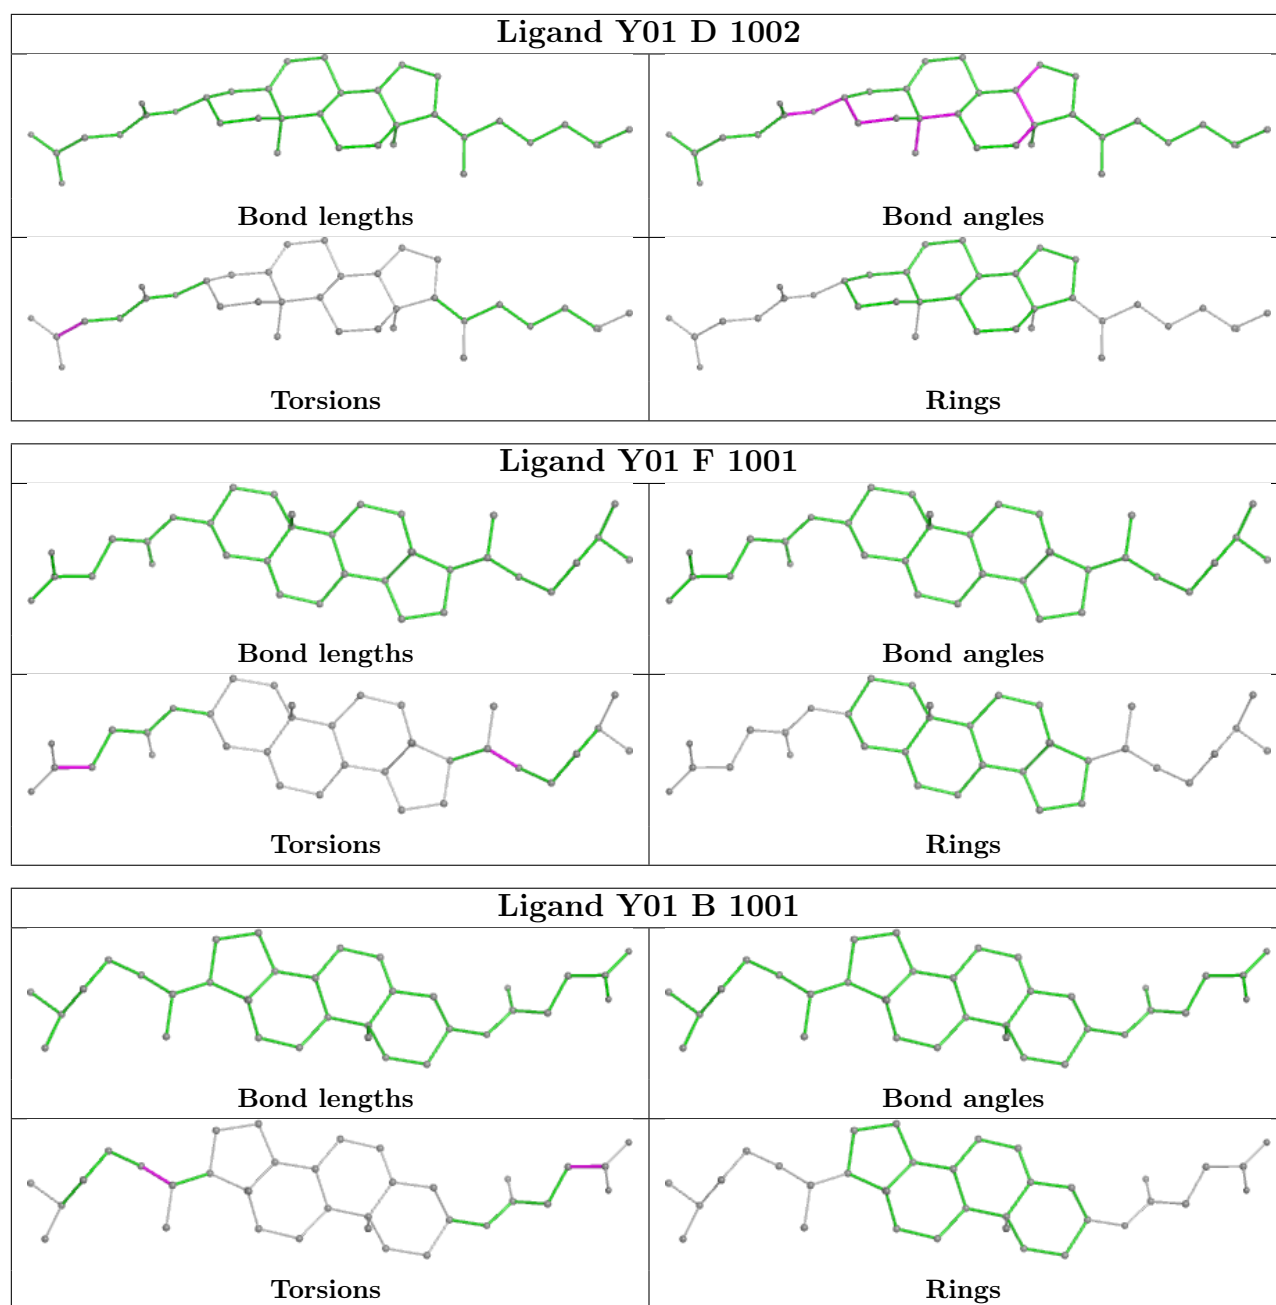 Ligand Y01 D 1002
Bond lengths
Bond angles
Torsions
Rings
Ligand Y01 F 1001
Bond lengths
Bond angles
Torsions
Rings
Ligand Y01 B 1001
Bond lengths
Bond angles
Torsions
Rings